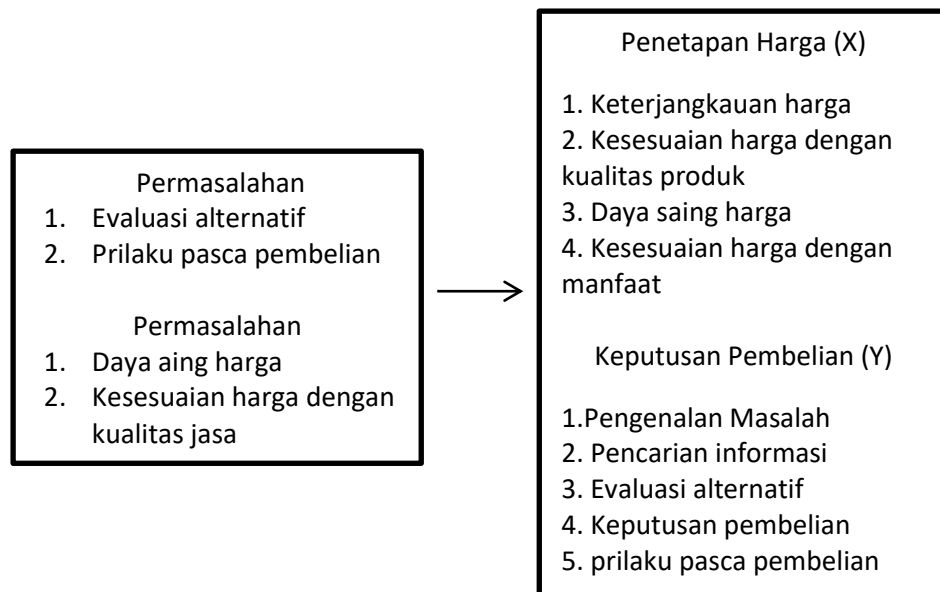 Permasalahan
1. Evaluasi alternatif
2. Prilaku pasca pembelian
Permasalahan
1. Daya aing harga
2. Kesesuaian harga dengan
kualitas jasa
Penetapan Harga (X)
1. Keterjangkauan harga
2. Kesesuaian harga dengan
kualitas produk
3. Daya saing harga
4. Kesesuaian harga dengan
manfaat
Keputusan Pembelian (Y)
1.Pengenalan Masalah
2. Pencarian informasi
3. Evaluasi alternatif
4. Keputusan pembelian
5. prilaku pasca pembelian